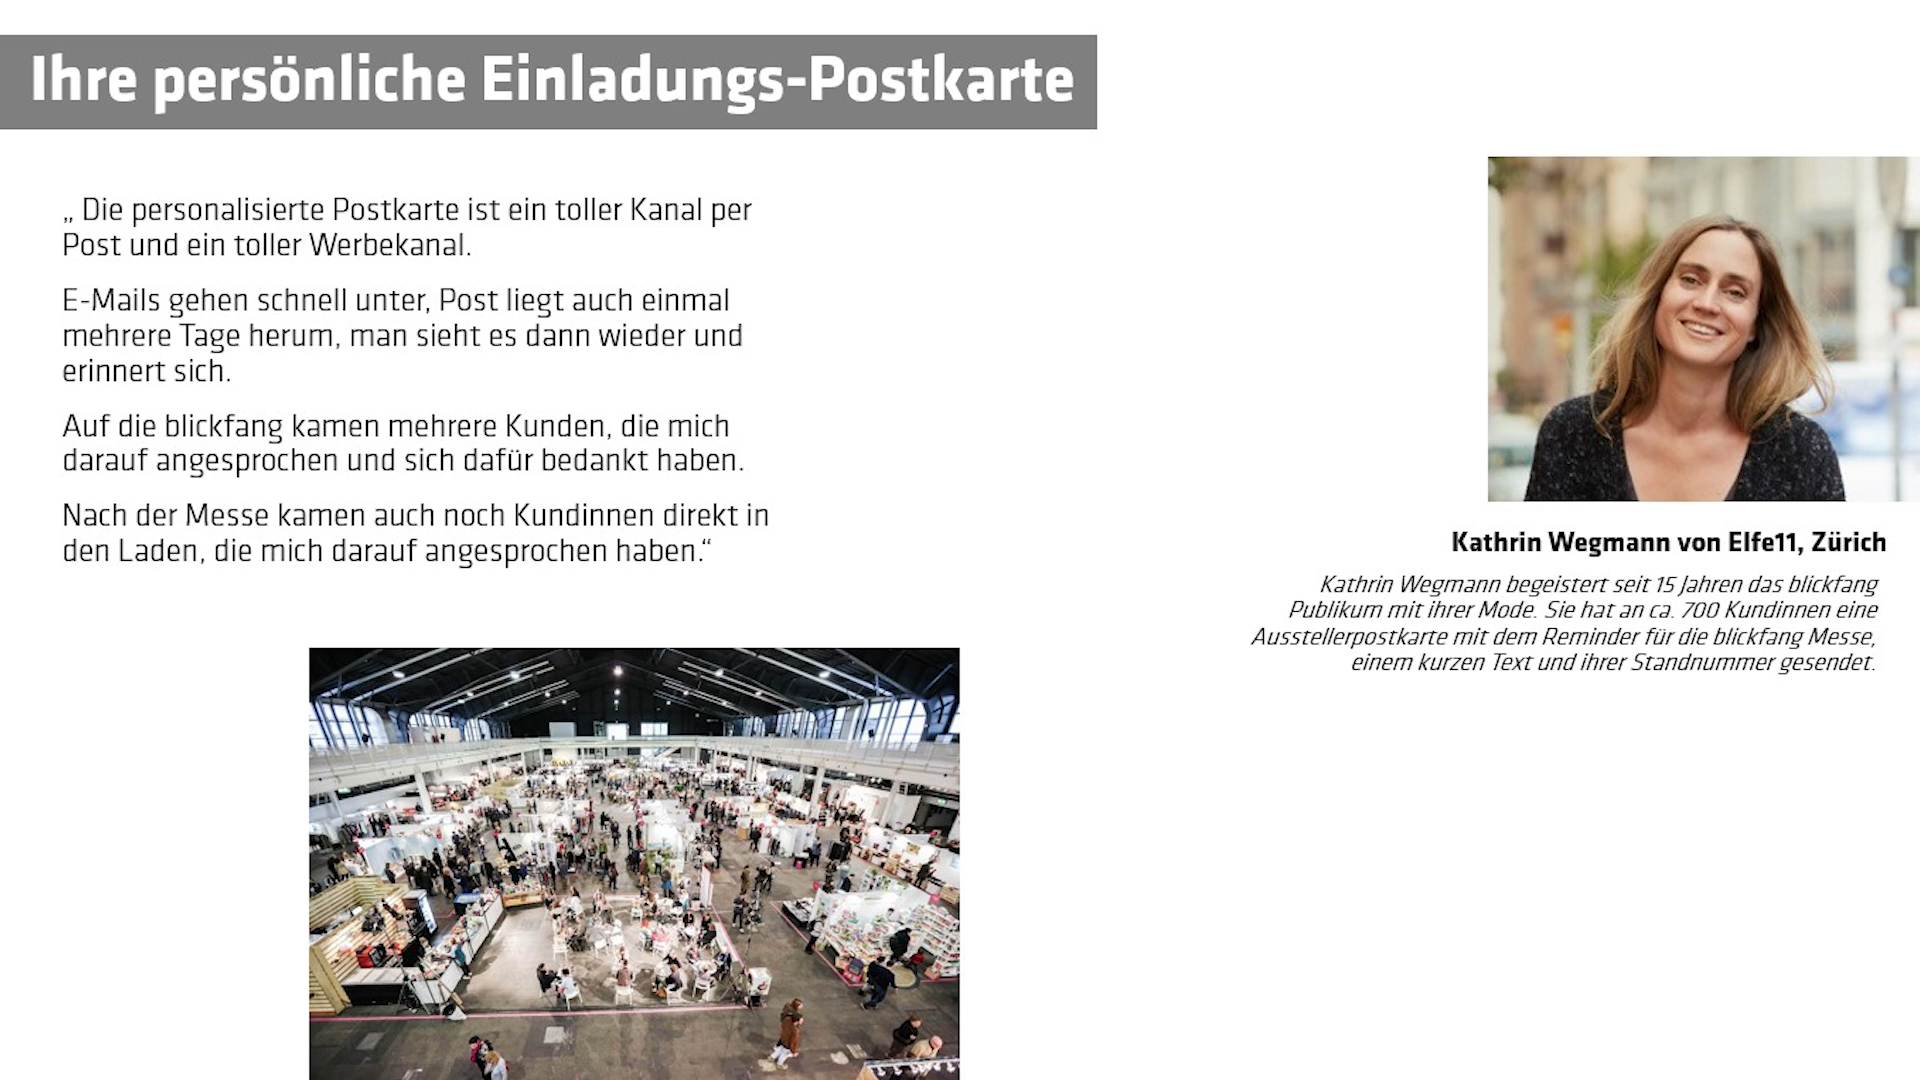 Ihre persönliche Einladungs-Postkarte
„ Die personalisierte Postkarte ist ein toller Kanal per
Post und ein toller Werbekanal.
E-Mails gehen schnell unter, Post liegt auch einmal
mehrere Tage herum, man sieht es dann wieder und
erinnert sich.
Auf die blickfang kamen mehrere Kunden, die mich
darauf angesprochen und sich dafür bedankt haben.
Nach der Messe kamen auch noch Kundinnen direkt in
den Laden, die mich darauf angesprochen haben.“
Kathrin Wegmann von Elfe11, Zürich
Kathrin Wegmann begeistert seit 15 Jahren das blickfang
Publikum mit ihrer Mode. Sie hat an ca. 700 Kundinnen eine
Ausstellerpostkarte mit dem Reminder für die blickfang Messe,
einem kurzen Text und ihrer Standnummer gesendet.